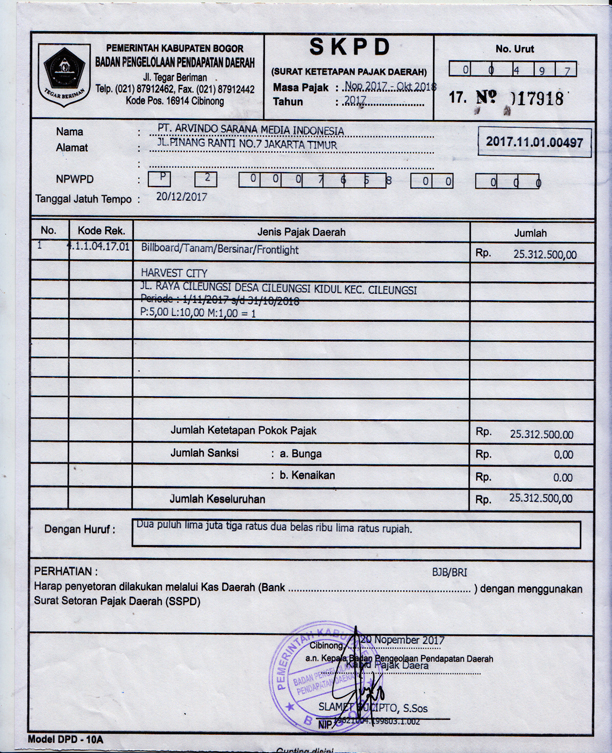 TEGAR BERIMAN
PEMERINTAH KABUPATEN BOGOR
BADAN PENGELOLAAN PENDAPATAN DAERAH
Jl. Tegar Beriman
Telp. (021) 87912462, Fax. (021) 87912442
Kode Pos. 16914 Cibinong
SKPD
(SURAT KETETAPAN PAJAK DAERAH)
Masa Pajak : Nop 2017 - Okt 2018
Tahun : 2017
No. Urut
0 0 4 9 7
17. No 017918
Nama : PT. ARVINDO SARANA MEDIA INDONESIA
Alamat : JL.PINANG RANTI NO.7 JAKARTA TIMUR
:
2017.11.01.00497
NPWPD : P 2 0 0 0 7 6 5 8 0 0 0 0 0
Tanggal Jatuh Tempo : 20/12/2017
No. Kode Rek. Jenis Pajak Daerah Jumlah
1 4.1.1.04.17.01 Billboard/Tanam/Bersinar/Frontlight Rp. 25.312.500,00
HARVEST CITY
JL. RAYA CILEUNGSI DESA CILEUNGSI KIDUL KEC. CILEUNGSI
Periode : 1/11/2017 s/d 31/10/2018
P:5,00 L:10,00 M:1,00 = 1
Jumlah Ketetapan Pokok Pajak Rp. 25.312.500,00
Jumlah Sanksi : a. Bunga Rp. 0,00
: b. Kenaikan Rp. 0.00
Jumlah Keseluruhan Rp. 25.312.500,00
Dengan Huruf : Dua puluh lima juta tiga ratus dua belas ribu lima ratus rupiah.
PERHATIAN :
BJB/BRI
Harap penyetoran dilakukan melalui Kas Daerah (Bank .......... ) dengan menggunakan
Surat Setoran Pajak Daerah (SSPD)
PEMERINTAH KABUPATEN
BADAN PENGELOLAAN
PENDAPATAN DAERAH
BOGOR
Cibinong, 20 Nopember 2017
a.n. Kepala Badan Pengeolaan Pendapatan Daerah
Pajak Daera
SLAMET SUCIPTO, S.Sos
NIP.
Model DPD - 10A
Gunting disini